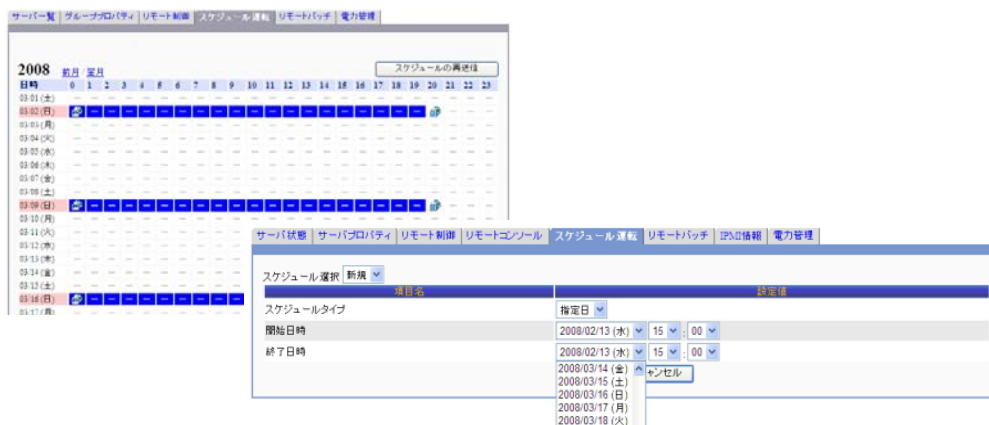 サーバー覧 グループプロパティ リモート制御 スケジュール運転 リモートバッチ 電力管理
2008 前月 翌月 スケジュールの再送信
日時 0 1 2 3 4 5 6 7 8 9 10 11 12 13 14 15 16 17 18 19 20 21 22 23
03/01 (土)
03/02 (日)
03/03 (月)
03/04 (火)
03/05 (水)
03/06 (木)
03/07 (金)
03/08 (土)
03/09 (日)
03/10 (月)
03/11 (火)
03/12 (水)
03/13 (木)
03/14 (金)
03/15 (土)
03/16 (日)
03/17 (月)
サーバ状態 サーバプロパティ リモート制御 リモートコンソール スケジュール運転 リモートバッチ IPMI情報 電力管理
スケジュール選択 新規
項目名 設定値
スケジュールタイプ 指定日
開始日時 2008/02/13 (水) 15 : 00
終了日時 2008/02/13 (水) 15 : 00
2008/03/14 (金) ャンセル
2008/03/15 (土)
2008/03/16 (日)
2008/03/17 (月)
2008/03/18 (火)